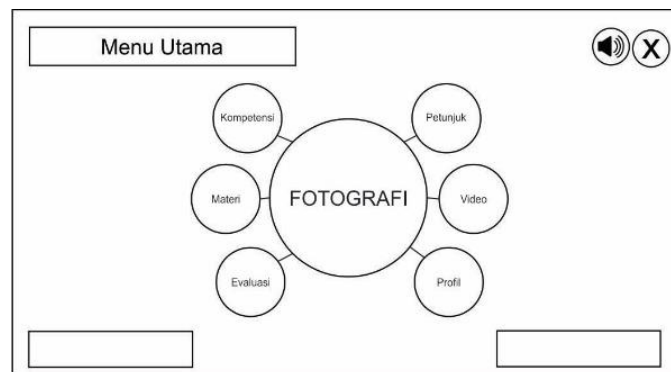 Menu Utama
X
Kompetensi
Petunjuk
Materi
FOTOGRAFI
Video
Evaluasi
Profil